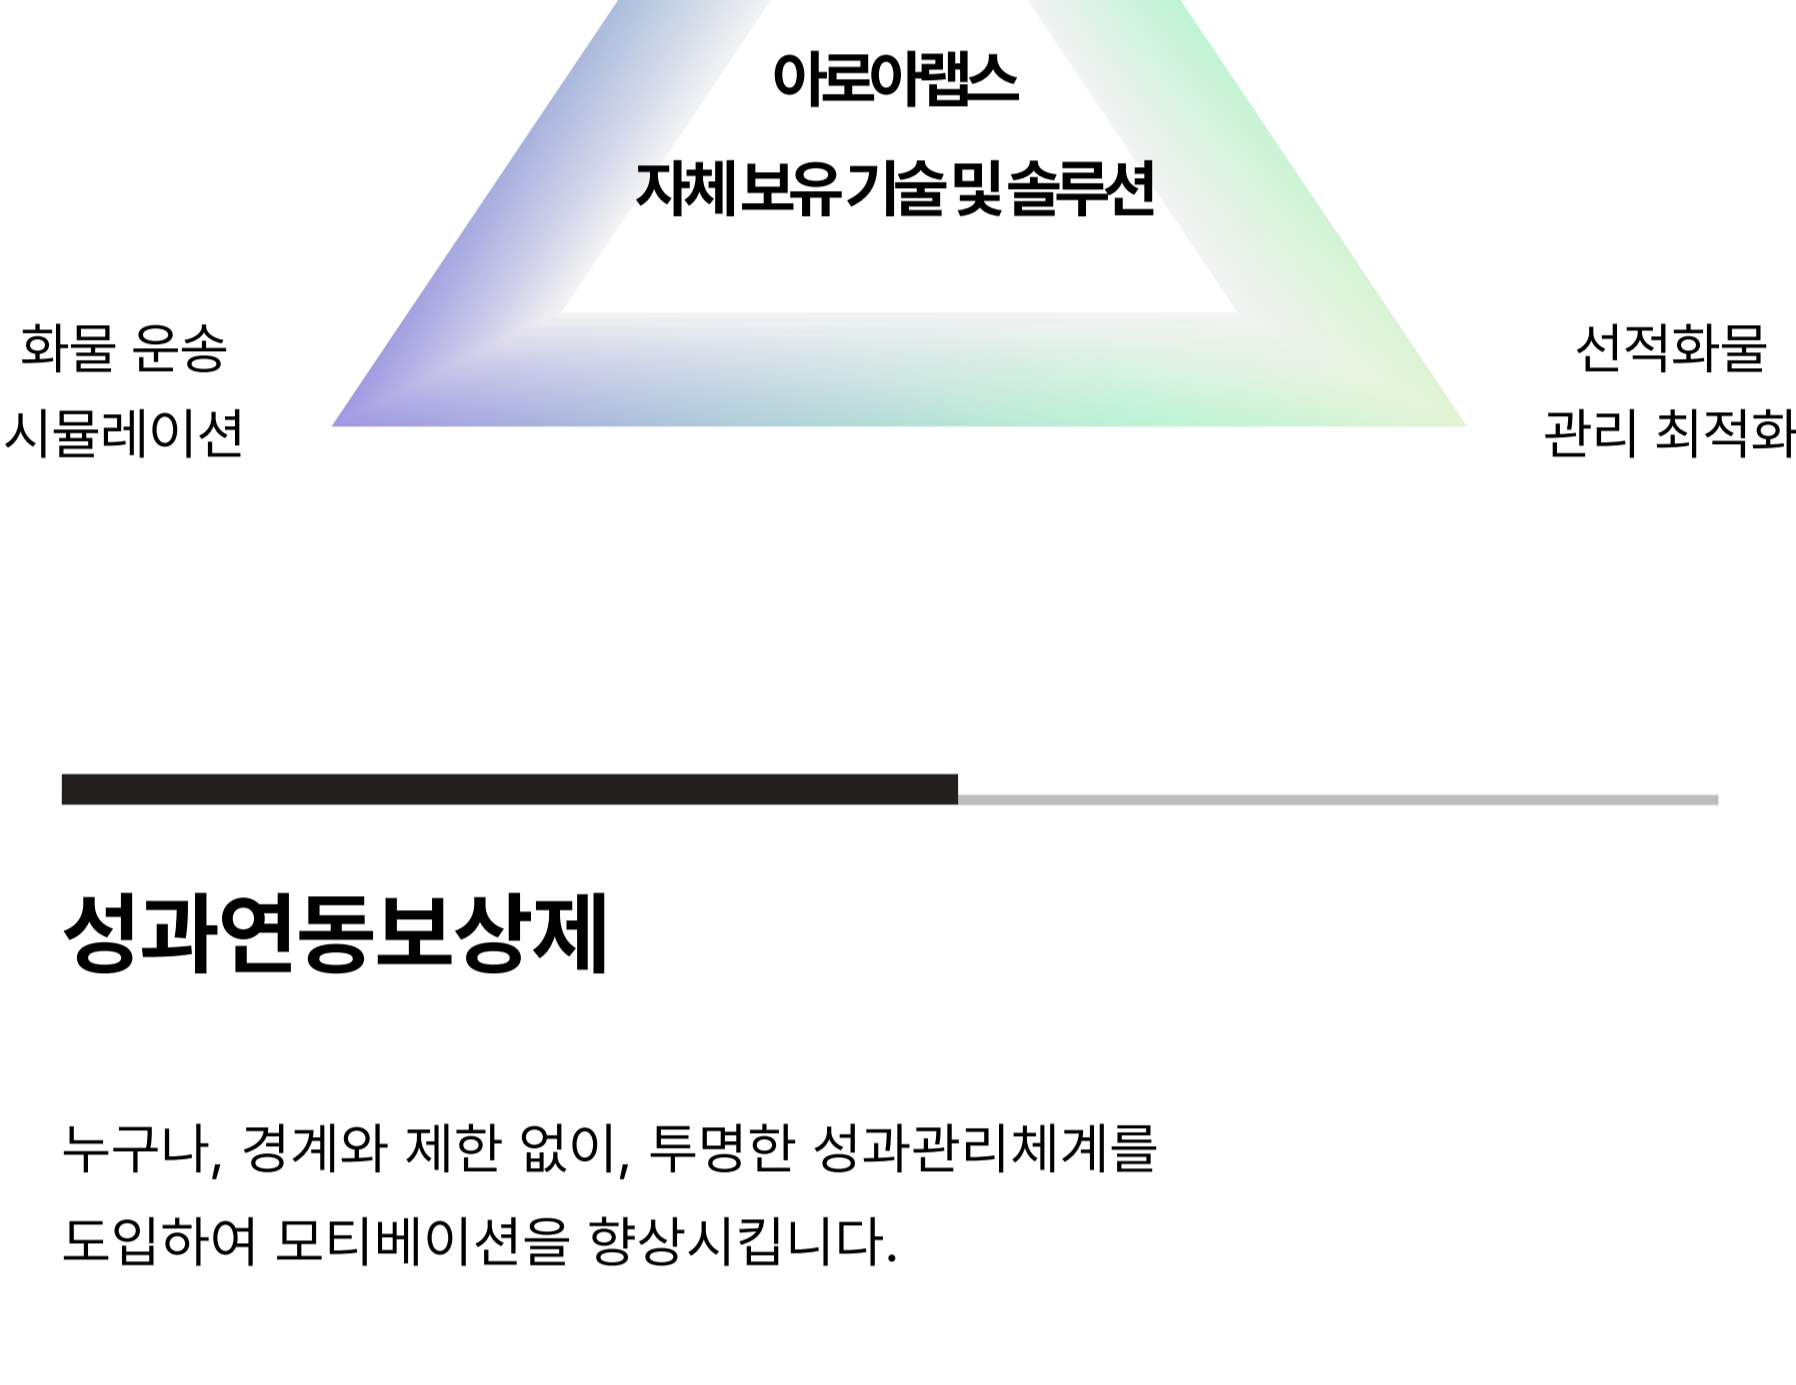 아로아랩스
자체 보유 기술 및 솔루션
화물 운송
시뮬레이션
선적화물
관리 최적화
성과연동보상제
누구나, 경계와 제한 없이, 투명한 성과관리체계를
도입하여 모티베이션을 향상시킵니다.